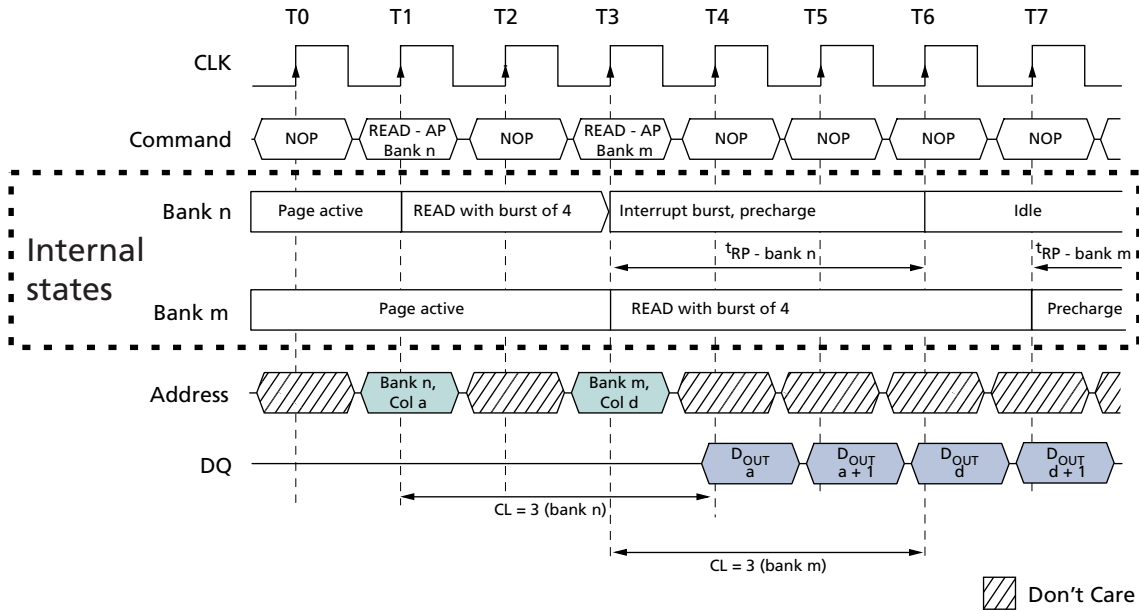 T0 T1 T2 T3 T4 T5 T6 T7
CLK
Command NOP READ - AP Bank n NOP READ - AP Bank m NOP NOP NOP NOP
Bank n Page active READ with burst of 4 Interrupt burst, precharge Idle
Internal states
tRP - bank n tRP - bank m
Bank m Page active READ with burst of 4 Precharge
Address Bank n, Col a Bank m, Col d
DQ DOUT a DOUT a + 1 DOUT d DOUT d + 1
CL = 3 (bank n)
CL = 3 (bank m)
Don't Care